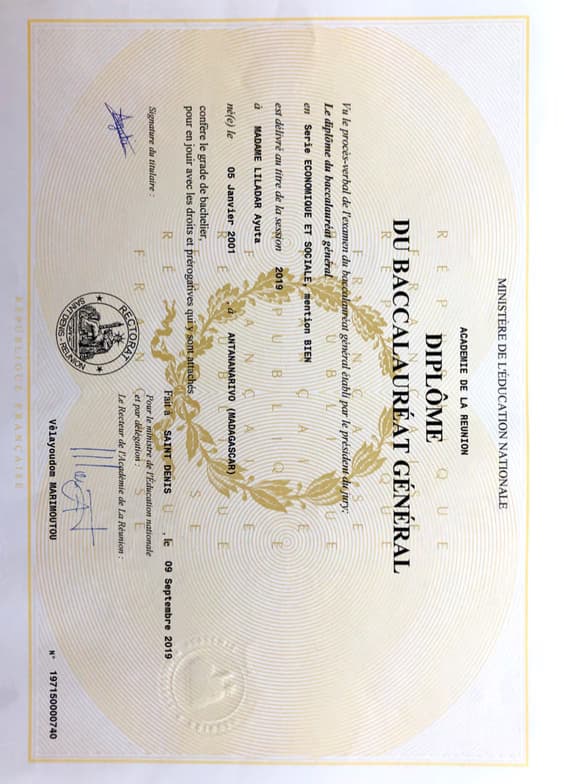 MINISTÈRE DE L'ÉDUCATION NATIONALE
ACADEMIE DE LA REUNION
DIPLÔME
DU BACCALAURÉAT GÉNÉRAL
Vu le procès-verbal de l'examen du baccalauréat général établi par le président du jury;
Le diplôme du baccalauréat général
en Serie ECONOMIQUE ET SOCIALE, mention BIEN
est délivré au titre de la session 2019
à MADAME LILADAR Ayuta
né(e) le 05 Janvier 2001 , à ANTANANARIVO (MADAGASCAR)
confère le grade de bachelier,
pour en jouir avec les droits et prérogatives qui y sont attachés
Fait à SAINT DENIS , le 09 Septembre 2019
Signature du titulaire :
Pour le ministre de l'Éducation nationale
et par délégation :
Le Recteur de l'Académie de La Réunion :
RECTORAT
SAINT-DENIS - REUNION
Vêlayoudom MARIMOUTOU
N° 197150000740
RÉPUBLIQUE FRANÇAISE